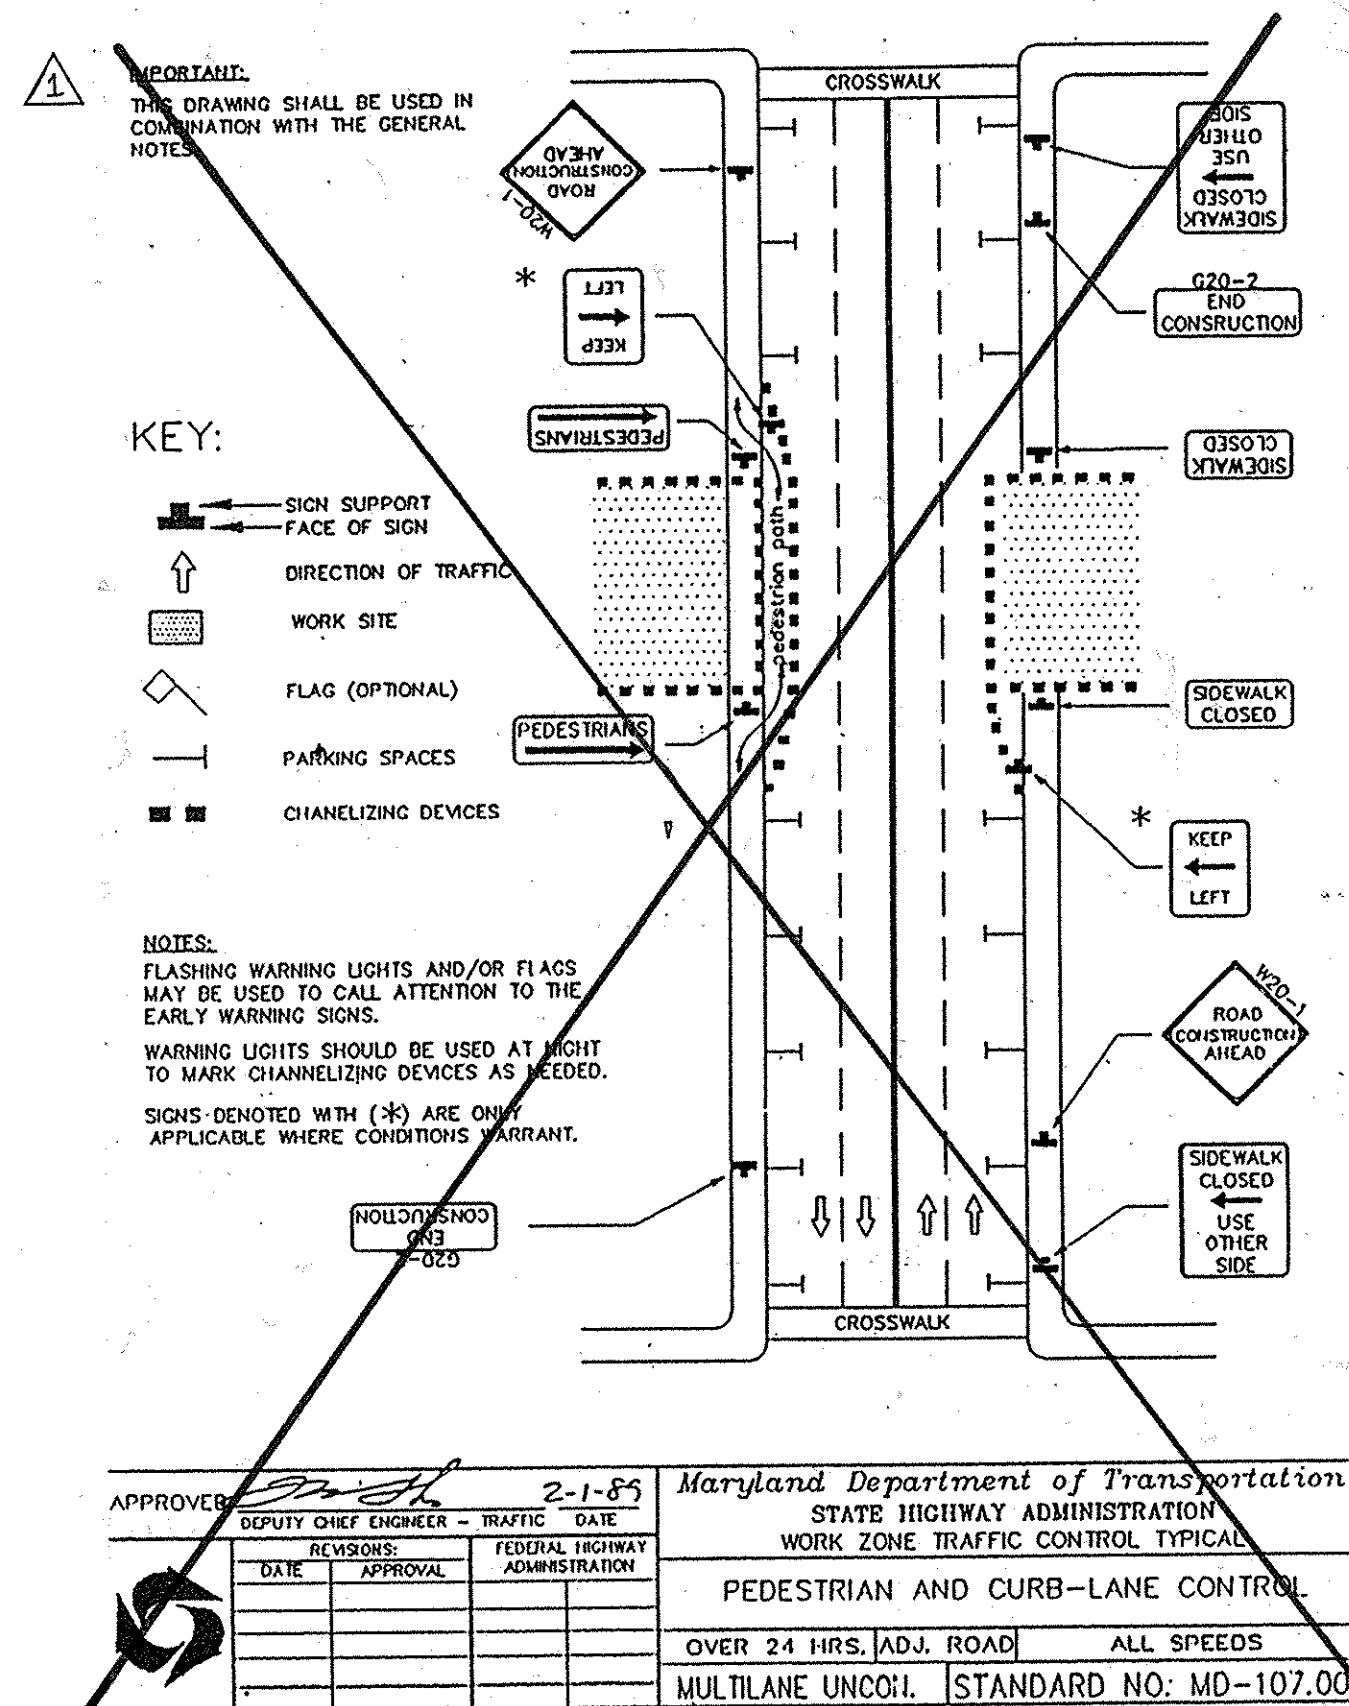 1
IMPORTANT:
THIS DRAWING SHALL BE USED IN
COMBINATION WITH THE GENERAL
NOTES
CROSSWALK
ROAD
CONSTRUCTION
AHEAD
W20-1
SIDEWALK
CLOSED
USE
OTHER
SIDE
*
KEEP
LEFT
G20-2
END
CONSRUCTION
PEDESTRIANS
SIDEWALK
CLOSED
KEY:
SIGN SUPPORT
FACE OF SIGN
DIRECTION OF TRAFFIC
WORK SITE
FLAG (OPTIONAL)
PARKING SPACES
CHANELIZING DEVICES
pedestrian path
PEDESTRIANS
SIDEWALK
CLOSED
*
KEEP
LEFT
NOTES:
FLASHING WARNING LIGHTS AND/OR FLAGS
MAY BE USED TO CALL ATTENTION TO THE
EARLY WARNING SIGNS.
WARNING LIGHTS SHOULD BE USED AT NIGHT
TO MARK CHANNELIZING DEVICES AS NEEDED.
SIGNS DENOTED WITH (*) ARE ONLY
APPLICABLE WHERE CONDITIONS WARRANT.
W20-1
ROAD
CONSTRUCTION
AHEAD
G20-2
END
CONSRUCTION
SIDEWALK
CLOSED
USE
OTHER
SIDE
CROSSWALK
APPROVED
2-1-89
DEPUTY CHIEF ENGINEER - TRAFFIC DATE
REVISIONS:
DATE APPROVAL
FEDERAL HIGHWAY
ADMINISTRATION
Maryland Department of Transportation
STATE HIGHWAY ADMINISTRATION
WORK ZONE TRAFFIC CONTROL TYPICAL
PEDESTRIAN AND CURB-LANE CONTROL
OVER 24 HRS. ADJ. ROAD ALL SPEEDS
MULTILANE UNCON. STANDARD NO: MD-107.00